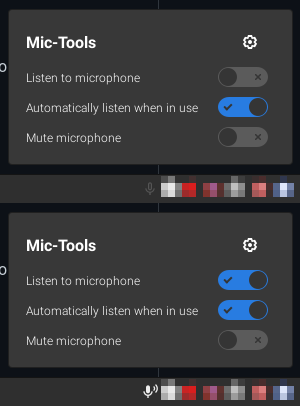 Mic-Tools
Listen to microphone
Automatically listen when in use
Mute microphone
Mic-Tools
Listen to microphone
Automatically listen when in use
Mute microphone